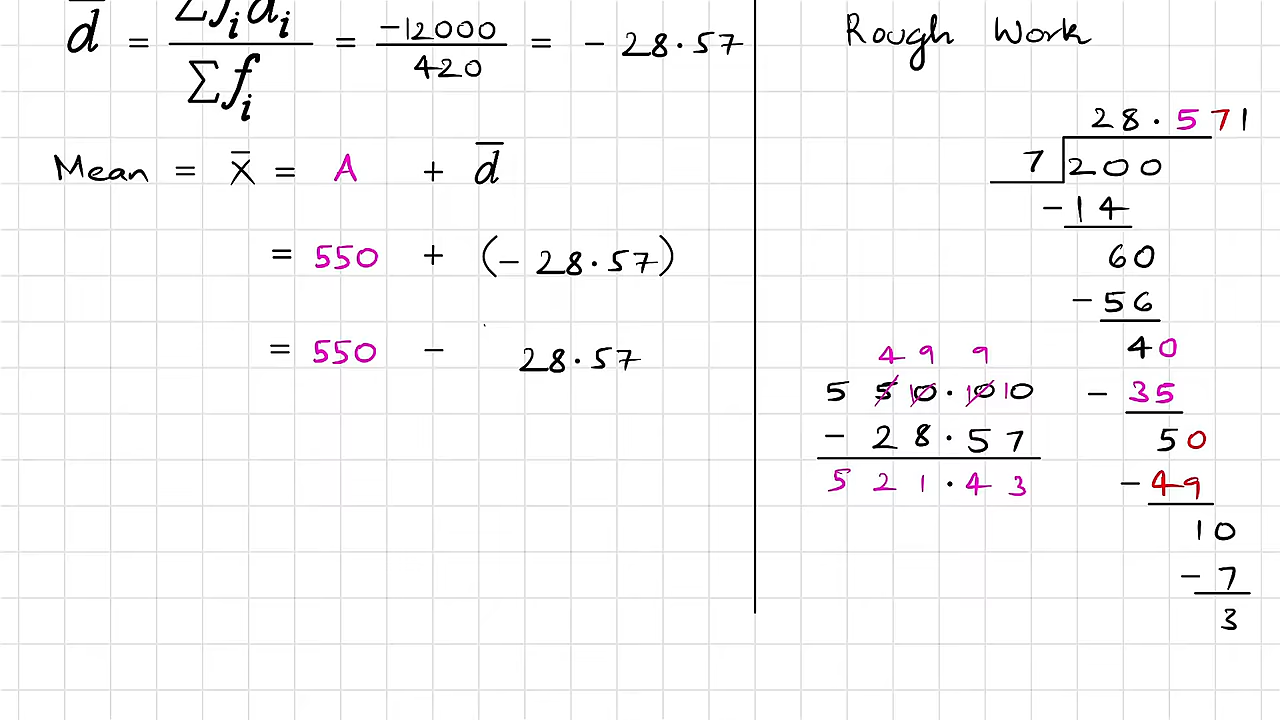 d̅ = Σfᵢdᵢ / Σfᵢ = -12000 / 420 = - 28.57
Mean = X̅ = A + d̅
= 550 + (- 28.57)
= 550 - 28.57
Rough Work
28.571
7 200
-14
60
-56
40
- 35
50
-49
10
- 7
3
4 9 9
5 5 10 . 10 10
- 2 8 . 5 7
5 2 1 . 4 3